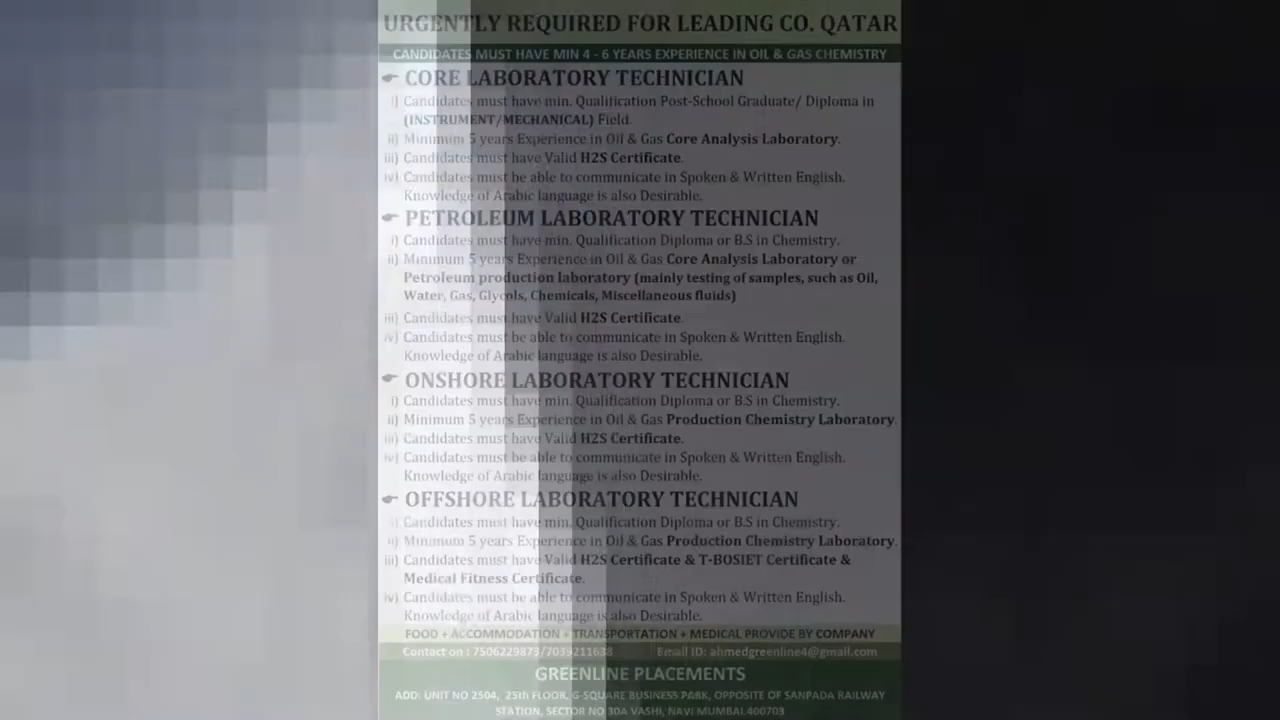 URGENTLY REQUIRED FOR LEADING CO. QATAR
CANDIDATES MUST HAVE MIN 4 - 6 YEARS EXPERIENCE IN OIL & GAS CHEMISTRY
☛ CORE LABORATORY TECHNICIAN
i) Candidates must have min. Qualification Post-School Graduate/ Diploma in
(INSTRUMENT/MECHANICAL) Field.
ii) Minimum 5 years Experience in Oil & Gas Core Analysis Laboratory.
iii) Candidates must have Valid H2S Certificate.
iv) Candidates must be able to communicate in Spoken & Written English.
Knowledge of Arabic language is also Desirable.
☛ PETROLEUM LABORATORY TECHNICIAN
i) Candidates must have min. Qualification Diploma or B.S in Chemistry.
ii) Minimum 5 years Experience in Oil & Gas Core Analysis Laboratory or
Petroleum production laboratory (mainly testing of samples, such as Oil,
Water, Gas, Glycols, Chemicals, Miscellaneous fluids)
iii) Candidates must have Valid H2S Certificate.
iv) Candidates must be able to communicate in Spoken & Written English.
Knowledge of Arabic language is also Desirable.
☛ ONSHORE LABORATORY TECHNICIAN
i) Candidates must have min. Qualification Diploma or B.S in Chemistry.
ii) Minimum 5 years Experience in Oil & Gas Production Chemistry Laboratory.
iii) Candidates must have Valid H2S Certificate.
iv) Candidates must be able to communicate in Spoken & Written English.
Knowledge of Arabic language is also Desirable.
☛ OFFSHORE LABORATORY TECHNICIAN
i) Candidates must have min. Qualification Diploma or B.S in Chemistry.
ii) Minimum 5 years Experience in Oil & Gas Production Chemistry Laboratory.
iii) Candidates must have Valid H2S Certificate & T-BOSIET Certificate &
Medical Fitness Certificate.
iv) Candidates must be able to communicate in Spoken & Written English.
Knowledge of Arabic language is also Desirable.
FOOD + ACCOMMODATION + TRANSPORTATION + MEDICAL PROVIDE BY COMPANY
Contact on : 7506229873/7039211638 Email ID: ahmedgreenline4@gmail.com
GREENLINE PLACEMENTS
ADD: UNIT NO 2504, 25th FLOOR, G-SQUARE BUSINESS PARK, OPPOSITE OF SANPADA RAILWAY
STATION, SECTOR NO 30A VASHI, NAVI MUMBAI.400703